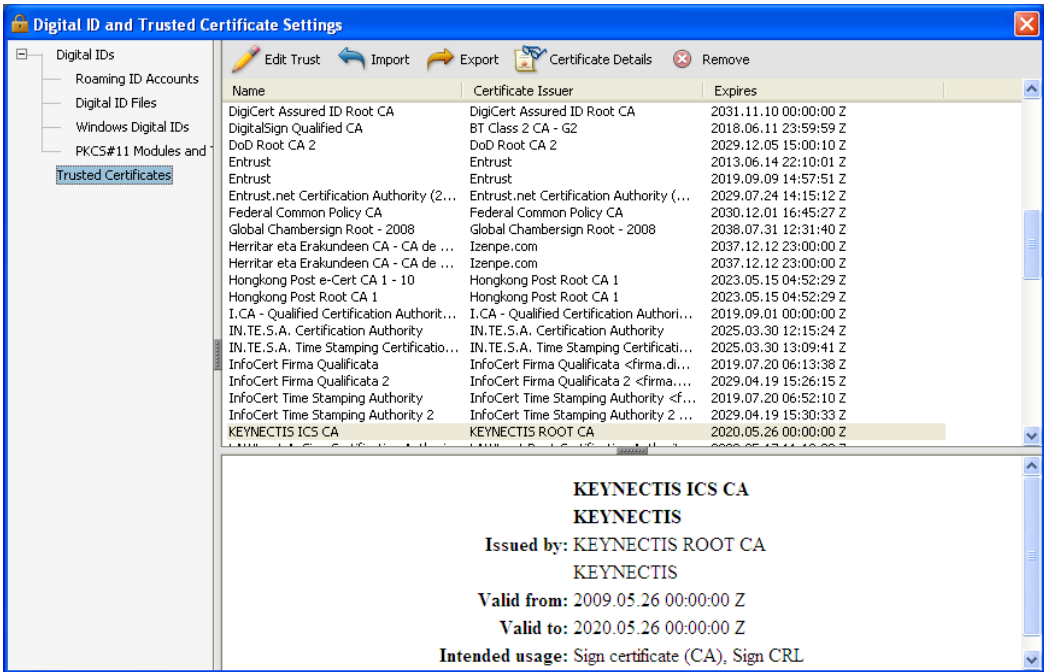 Digital ID and Trusted Certificate Settings
Digital IDs
Roaming ID Accounts
Digital ID Files
Windows Digital IDs
PKCS#11 Modules and
Trusted Certificates
Edit Trust Import Export Certificate Details Remove
Name Certificate Issuer Expires
DigiCert Assured ID Root CA DigiCert Assured ID Root CA 2031.11.10 00:00:00 Z
DigitalSign Qualified CA BT Class 2 CA - G2 2018.06.11 23:59:59 Z
DoD Root CA 2 DoD Root CA 2 2029.12.05 15:00:10 Z
Entrust Entrust 2013.06.14 22:10:01 Z
Entrust Entrust 2019.09.09 14:57:51 Z
Entrust.net Certification Authority (2... Entrust.net Certification Authority (... 2029.07.24 14:15:12 Z
Federal Common Policy CA Federal Common Policy CA 2030.12.01 16:45:27 Z
Global Chambersign Root - 2008 Global Chambersign Root - 2008 2038.07.31 12:31:40 Z
Herritar eta Erakundeen CA - CA de ... Izenpe.com 2037.12.12 23:00:00 Z
Herritar eta Erakundeen CA - CA de ... Izenpe.com 2037.12.12 23:00:00 Z
Hongkong Post e-Cert CA 1 - 10 Hongkong Post Root CA 1 2023.05.15 04:52:29 Z
Hongkong Post Root CA 1 Hongkong Post Root CA 1 2023.05.15 04:52:29 Z
I.CA - Qualified Certification Authorit... I.CA - Qualified Certification Authori... 2019.09.01 00:00:00 Z
IN.TE.S.A. Certification Authority IN.TE.S.A. Certification Authority 2025.03.30 12:15:24 Z
IN.TE.S.A. Time Stamping Certificatio... IN.TE.S.A. Time Stamping Certificati... 2025.03.30 13:09:41 Z
InfoCert Firma Qualificata InfoCert Firma Qualificata <firma.di... 2019.07.20 06:13:38 Z
InfoCert Firma Qualificata 2 InfoCert Firma Qualificata 2 <firma.... 2029.04.19 15:26:15 Z
InfoCert Time Stamping Authority InfoCert Time Stamping Authority <f... 2019.07.20 06:52:10 Z
InfoCert Time Stamping Authority 2 InfoCert Time Stamping Authority 2 ... 2029.04.19 15:30:33 Z
KEYNECTIS ICS CA KEYNECTIS ROOT CA 2020.05.26 00:00:00 Z
KEYNECTIS ICS CA
KEYNECTIS
Issued by: KEYNECTIS ROOT CA
KEYNECTIS
Valid from: 2009.05.26 00:00:00 Z
Valid to: 2020.05.26 00:00:00 Z
Intended usage: Sign certificate (CA), Sign CRL